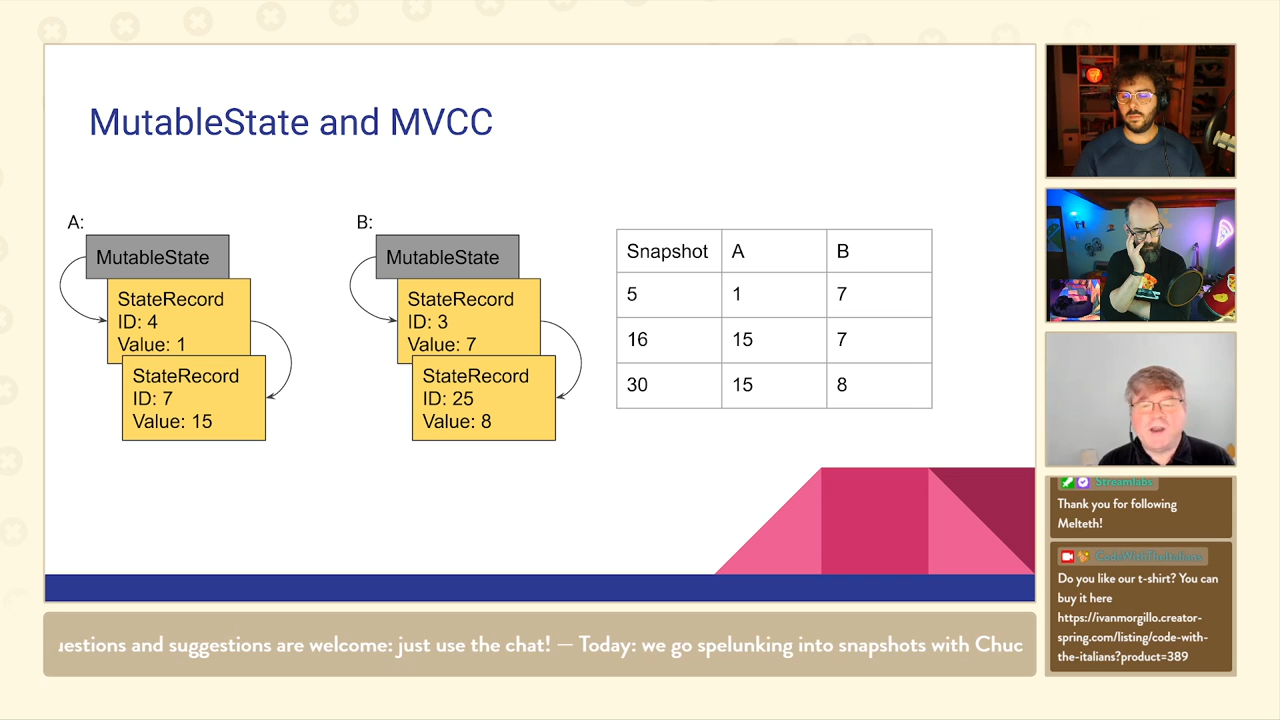 MutableState and MVCC
A:
MutableState
StateRecord
ID: 4
Value: 1
StateRecord
ID: 7
Value: 15
B:
MutableState
StateRecord
ID: 3
Value: 7
StateRecord
ID: 25
Value: 8
Snapshot A B
5 1 7
16 15 7
30 15 8
Streamlabs
Thank you for following
Melteth!
CodeWithTheItalians
Do you like our t-shirt? You can
buy it here
https://ivanmorgillo.creator-
spring.com/listing/code-with-
the-italians?product=389
estions and suggestions are welcome: just use the chat! — Today: we go spelunking into snapshots with Chuc